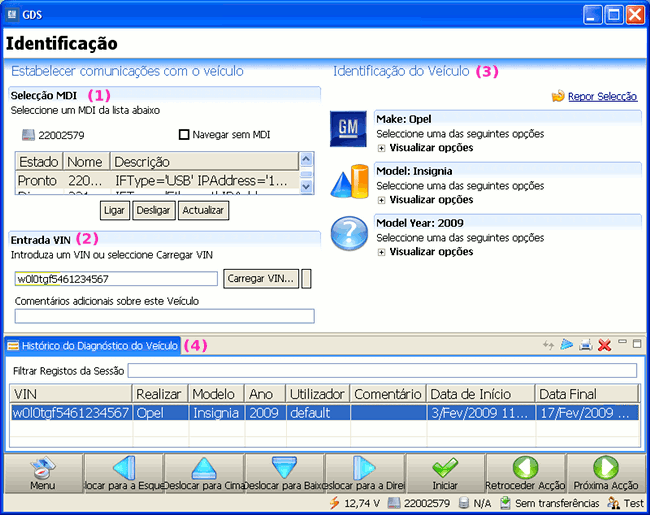 GDS
Identificação
Estabelecer comunicações com o veículo
Identificação do Veículo (3)
Selecção MDI (1)
Seleccione um MDI da lista abaixo
Repor Selecção
22002579
Navegar sem MDI
GM
Make: Opel
Seleccione uma das seguintes opções
Visualizar opções
Estado Nome Descrição
Pronto 220... IFType='USB' IPAddress='1...
Model: Insignia
Seleccione uma das seguintes opções
Visualizar opções
Ligar Desligar Actualizar
Model Year: 2009
Seleccione uma das seguintes opções
Visualizar opções
Entrada VIN (2)
Introduza um VIN ou seleccione Carregar VIN
w0l0tgf5461234567 Carregar VIN...
Comentários adicionais sobre este Veículo
Histórico do Diagnóstico do Veículo (4)
Filtrar Registos da Sessão
VIN Realizar Modelo Ano Utilizador Comentário Data de Início Data Final
w0l0tgf5461234567 Opel Insignia 2009 default 3/Fev/2009 11... 17/Fev/2009 ...
Menu locar para a Esque Deslocar para Cima Deslocar para Baixo eslocar para a Direi Iniciar Retroceder Acção Próxima Acção
12,74 V 22002579 N/A Sem transferências Test